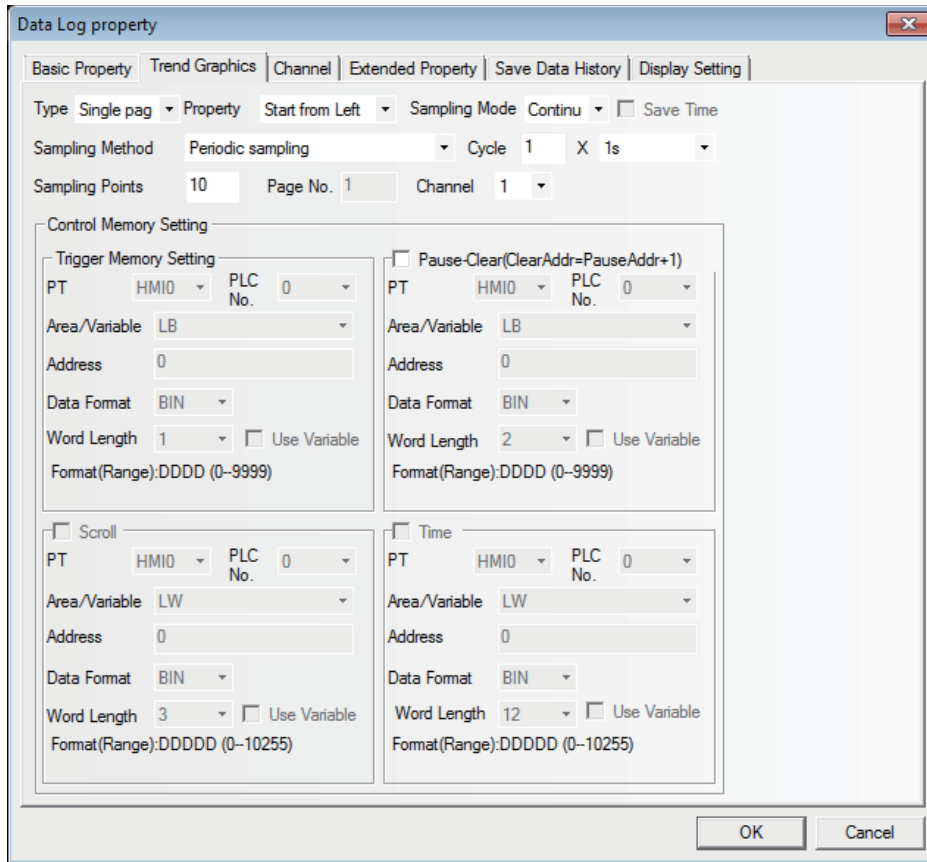 Data Log property
Basic Property Trend Graphics Channel Extended Property Save Data History Display Setting
Type Single pag Property Start from Left Sampling Mode Continu Save Time
Sampling Method Periodic sampling Cycle 1 X 1s
Sampling Points 10 Page No. 1 Channel 1
Control Memory Setting
Trigger Memory Setting
PT HMI0 PLC No. 0
Area/Variable LB
Address 0
Data Format BIN
Word Length 1 Use Variable
Format(Range):DDDD (0--9999)
Pause-Clear(ClearAddr=PauseAddr+1)
PT HMI0 PLC No. 0
Area/Variable LB
Address 0
Data Format BIN
Word Length 2 Use Variable
Format(Range):DDDD (0--9999)
Scroll
PT HMI0 PLC No. 0
Area/Variable LW
Address 0
Data Format BIN
Word Length 3 Use Variable
Format(Range):DDDDD (0--10255)
Time
PT HMI0 PLC No. 0
Area/Variable LW
Address 0
Data Format BIN
Word Length 12 Use Variable
Format(Range):DDDDD (0--10255)
OK Cancel